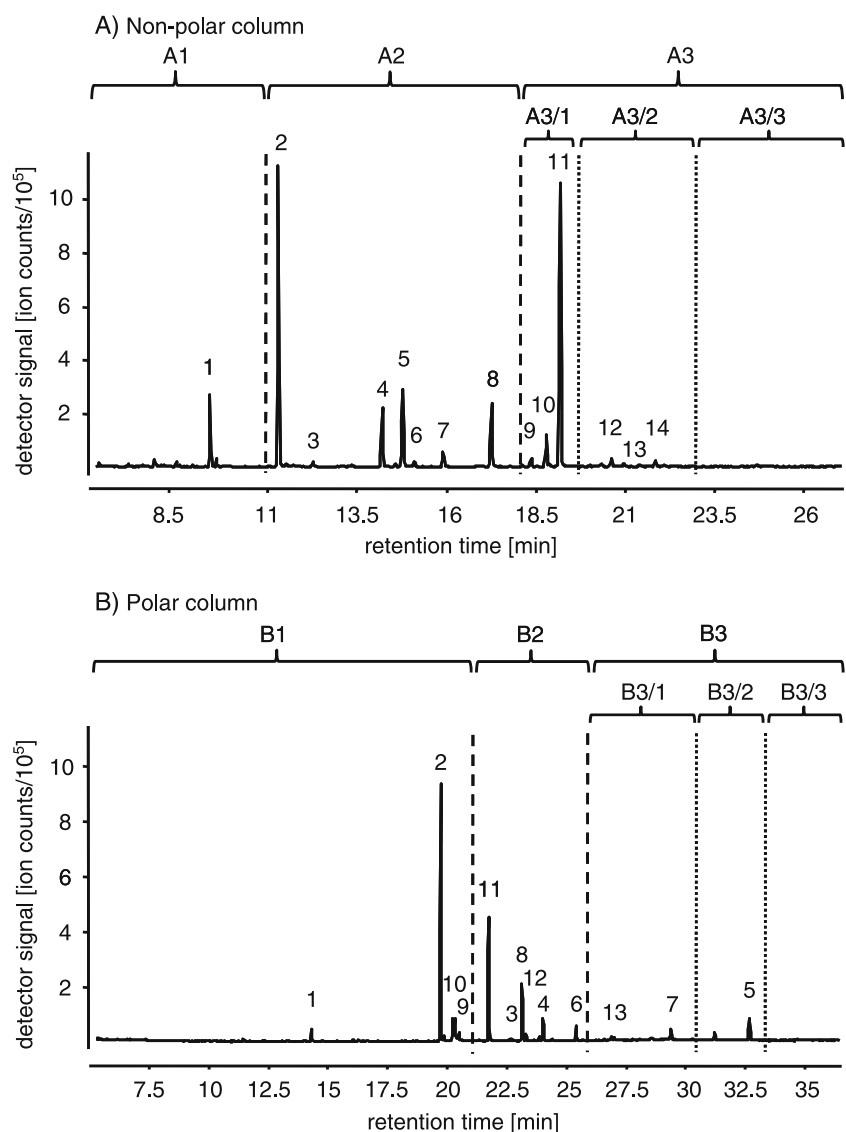 A) Non-polar column
A1 A2 A3
A3/1 A3/2 A3/3
2 11
10
8
6
4
2
detector signal [ion counts/10⁵]
1 3 4 5 6 7 8 9 10 12 13 14
8.5 11 13.5 16 18.5 21 23.5 26
retention time [min]
B) Polar column
B1 B2 B3
B3/1 B3/2 B3/3
10
8
6
4
2
detector signal [ion counts/10⁵]
1 2 10 9 11 3 8 12 4 6 13 7 5
7.5 10 12.5 15 17.5 20 22.5 25 27.5 30 32.5 35
retention time [min]